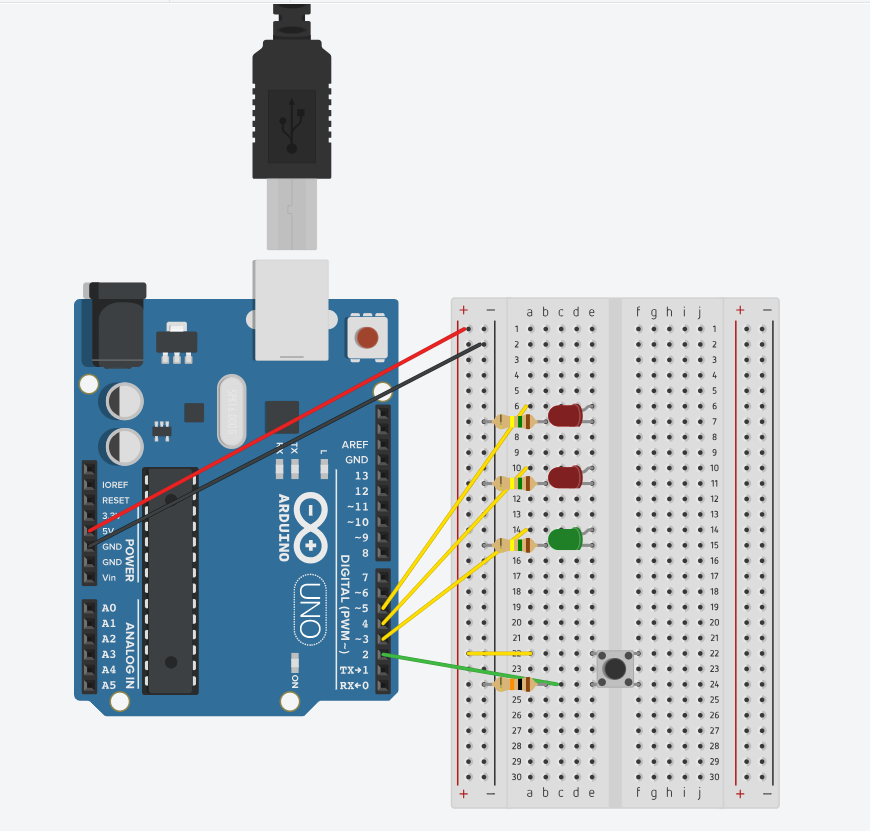 AREF
GND
13
12
~11
~10
~9
8
7
~6
~5
4
~3
2
TX→1
RX←0
DIGITAL (PWM~)
TX
L
ON
ARDUINO
UNO
IOREF
RESET
5V
GND
GND
Vin
POWER
A0
A1
A2
A3
A4
A5
ANALOG IN
+ − a b c d e f g h i j + −
1 1
2 2
3 3
4 4
5 5
6 6
7 7
8 8
9 9
10 10
11 11
12 12
13 13
14 14
15 15
16 16
17 17
18 18
19 19
20 20
21 21
22 22
23 23
24 24
25 25
26 26
27 27
28 28
29 29
30 30
+ − a b c d e f g h i j + −